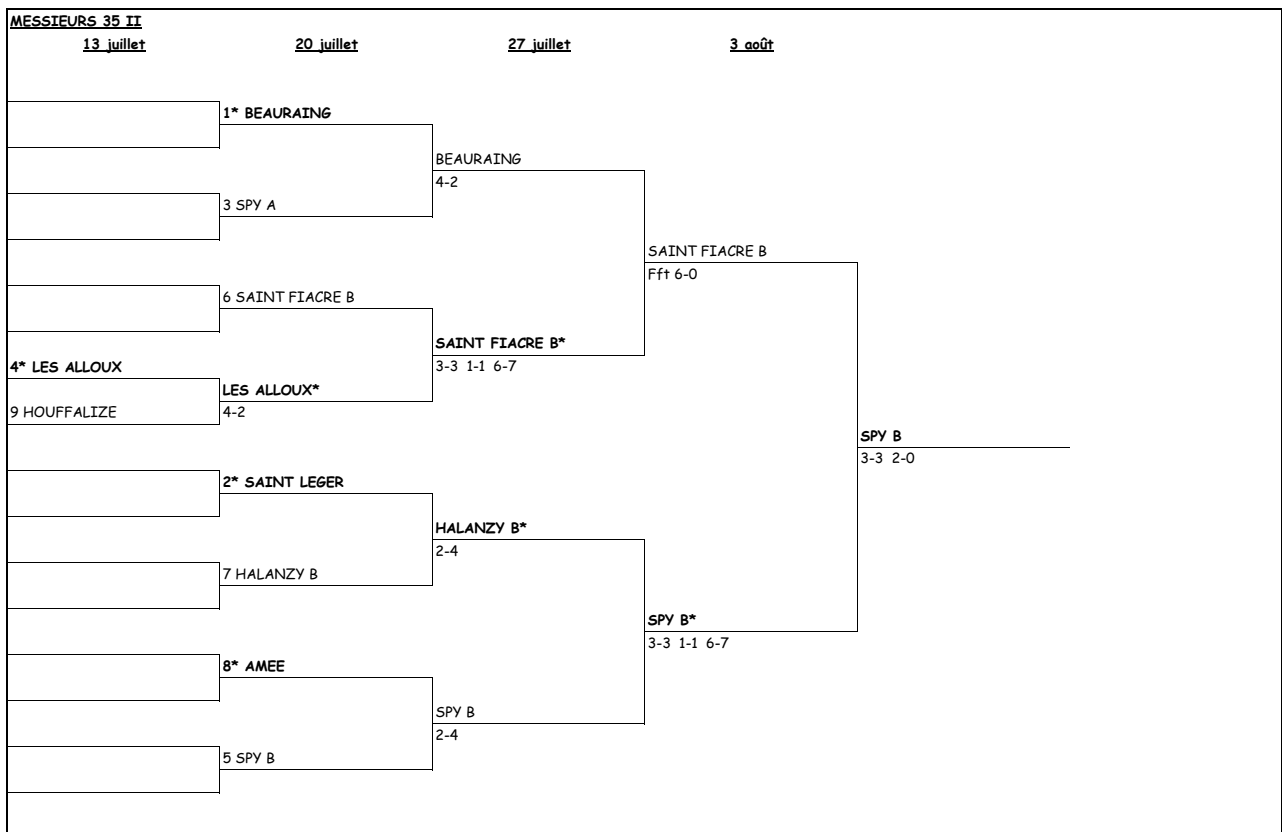 MESSIEURS 35 II
13 juillet 20 juillet 27 juillet 3 août
1* BEAURAING
BEAURAING
4-2
3 SPY A
SAINT FIACRE B
Fft 6-0
6 SAINT FIACRE B
SAINT FIACRE B*
3-3 1-1 6-7
4* LES ALLOUX
LES ALLOUX*
9 HOUFFALIZE
4-2
SPY B
3-3 2-0
2* SAINT LEGER
HALANZY B*
2-4
7 HALANZY B
SPY B*
3-3 1-1 6-7
8* AMEE
SPY B
2-4
5 SPY B